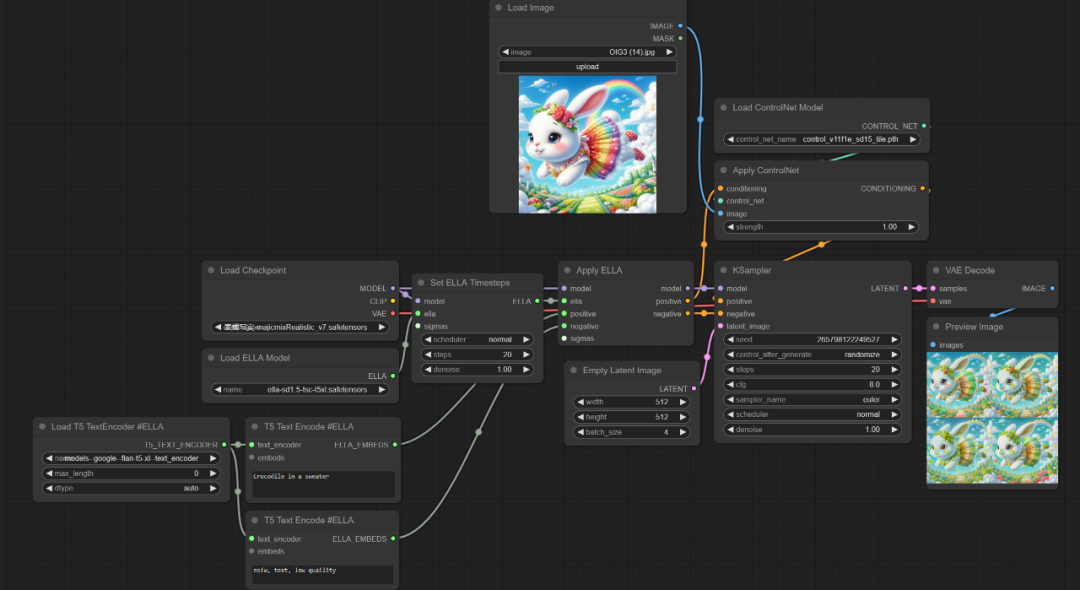 Load Image
IMAGE
MASK
image OIG3 (14).jpg
upload
Load ControlNet Model
CONTROL_NET
control_net_name control_v11f1e_sd15_tile.pth
Apply ControlNet
conditioning CONDITIONING
control_net
image
strength 1.00
Load Checkpoint
MODEL
CLIP
VAE
majicmixRealistic_v7.safetensors
Set ELLA Timesteps
model ELLA
ella
sigmas
scheduler normal
steps 20
denoise 1.00
Apply ELLA
model model
ella positive
positive negative
negative
sigmas
KSampler
model LATENT
positive
negative
latent_image
seed 265798122249527
control_after_generate randomize
steps 20
cfg 8.0
sampler_name euler
scheduler normal
denoise 1.00
VAE Decode
samples IMAGE
vae
Preview Image
images
Load ELLA Model
ELLA
name ella-sd1.5-tsc-t5xl.safetensors
Empty Latent Image
LATENT
width 512
height 512
batch_size 4
Load T5 TextEncoder #ELLA
T5_TEXT_ENCODER
models--google--flan-t5-xl--text_encoder
max_length 0
dtype auto
T5 Text Encode #ELLA
text_encoder ELLA_EMBEDS
embeds
Crocodile in a sweater
T5 Text Encode #ELLA
text_encoder ELLA_EMBEDS
embeds
nsfw, text, low quaility